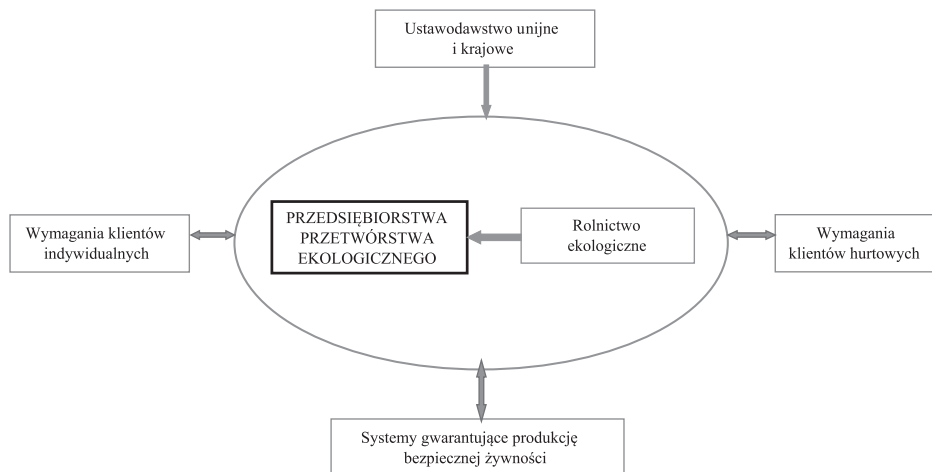 Ustawodawstwo unijne
i krajowe
PRZEDSIĘBIORSTWA
PRZETWÓRSTWA
EKOLOGICZNEGO
Rolnictwo
ekologiczne
Wymagania klientów
indywidualnych
Wymagania
klientów hurtowych
Systemy gwarantujące produkcję
bezpiecznej żywności